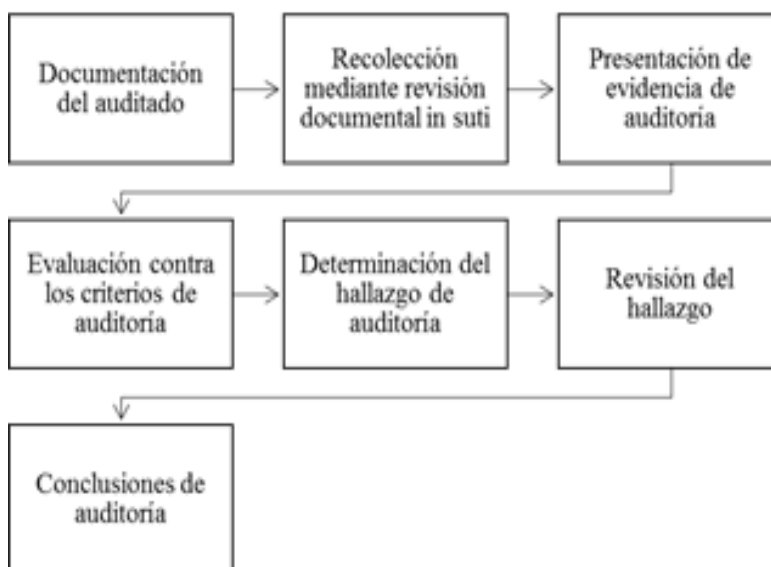 Documentación
del auditado
Recolección
mediante revisión
documental in suti
Presentación de
evidencia de
auditoría
Evaluación contra
los criterios de
auditoría
Determinación del
hallazgo de
auditoría
Revisión del
hallazgo
Conclusiones de
auditoría